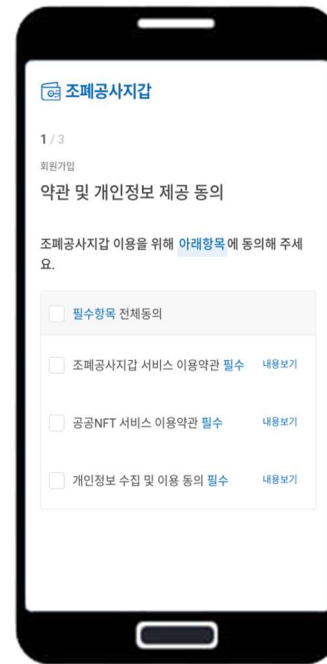 조폐공사지갑
1 / 3
회원가입
약관 및 개인정보 제공 동의
조폐공사지갑 이용을 위해 아래항목에 동의해 주세
요.
필수항목 전체동의
조폐공사지갑 서비스 이용약관 필수 내용보기
공공NFT 서비스 이용약관 필수 내용보기
개인정보 수집 및 이용 동의 필수 내용보기